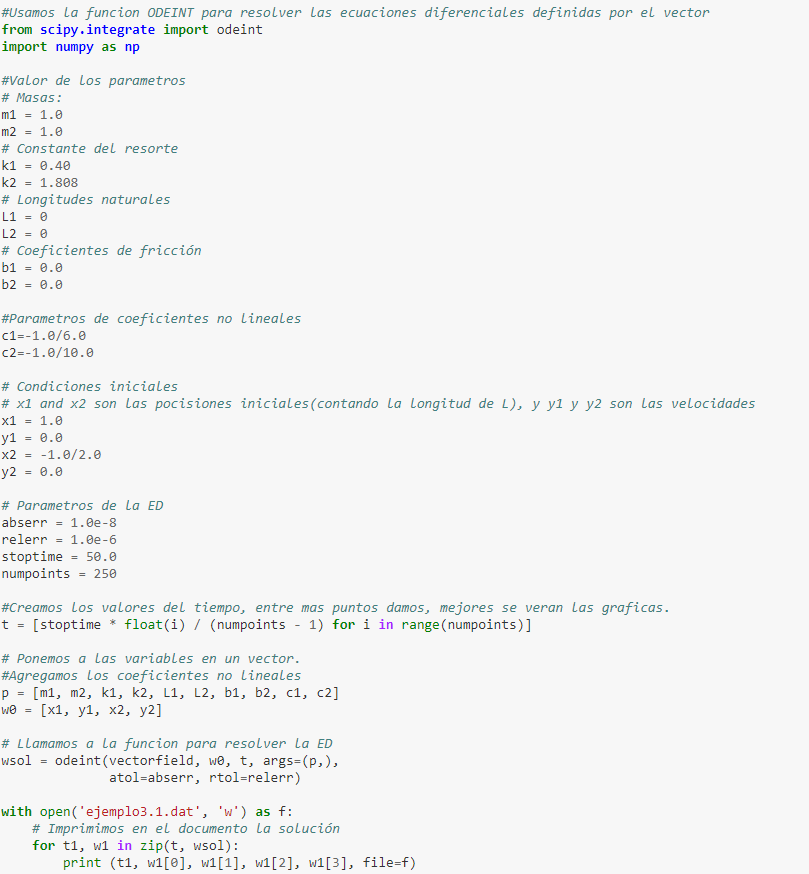 #Usamos la funcion ODEINT para resolver las ecuaciones diferenciales definidas por el vector
from scipy.integrate import odeint
import numpy as np

#Valor de los parametros
# Masas:
m1 = 1.0
m2 = 1.0
# Constante del resorte
k1 = 0.40
k2 = 1.808
# Longitudes naturales
L1 = 0
L2 = 0
# Coeficientes de fricción
b1 = 0.0
b2 = 0.0

#Parametros de coeficientes no lineales
c1=-1.0/6.0
c2=-1.0/10.0

# Condiciones iniciales
# x1 and x2 son las pocisiones iniciales(contando la longitud de L), y y1 y y2 son las velocidades
x1 = 1.0
y1 = 0.0
x2 = -1.0/2.0
y2 = 0.0

# Parametros de la ED
abserr = 1.0e-8
relerr = 1.0e-6
stoptime = 50.0
numpoints = 250

#Creamos los valores del tiempo, entre mas puntos damos, mejores se veran las graficas.
t = [stoptime * float(i) / (numpoints - 1) for i in range(numpoints)]

# Ponemos a las variables en un vector.
#Agregamos los coeficientes no lineales
p = [m1, m2, k1, k2, L1, L2, b1, b2, c1, c2]
w0 = [x1, y1, x2, y2]

# Llamamos a la funcion para resolver la ED
wsol = odeint(vectorfield, w0, t, args=(p,),
              atol=abserr, rtol=relerr)

with open('ejemplo3.1.dat', 'w') as f:
    # Imprimimos en el documento la solución
    for t1, w1 in zip(t, wsol):
        print (t1, w1[0], w1[1], w1[2], w1[3], file=f)